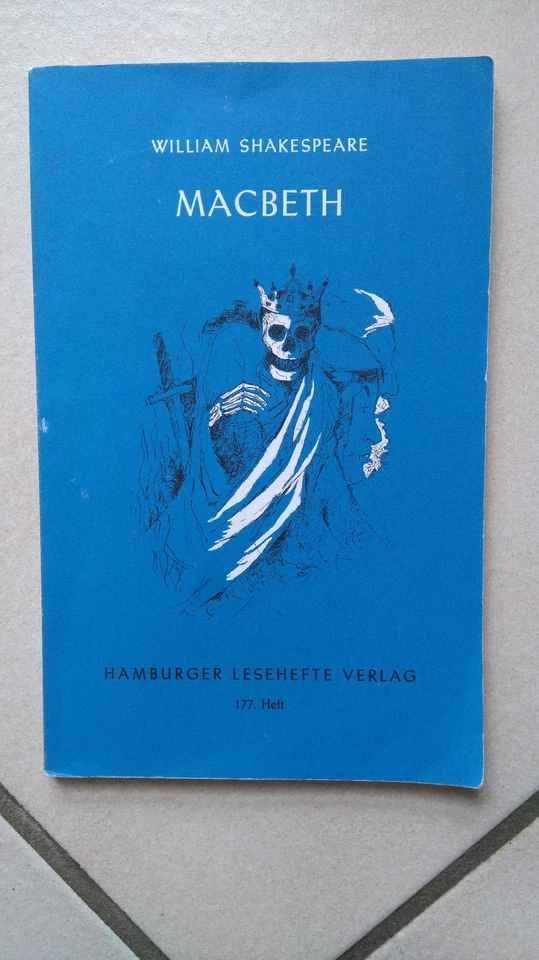 WILLIAM SHAKESPEARE
MACBETH
HAMBURGER LESEHEFTE VERLAG
177. Heft